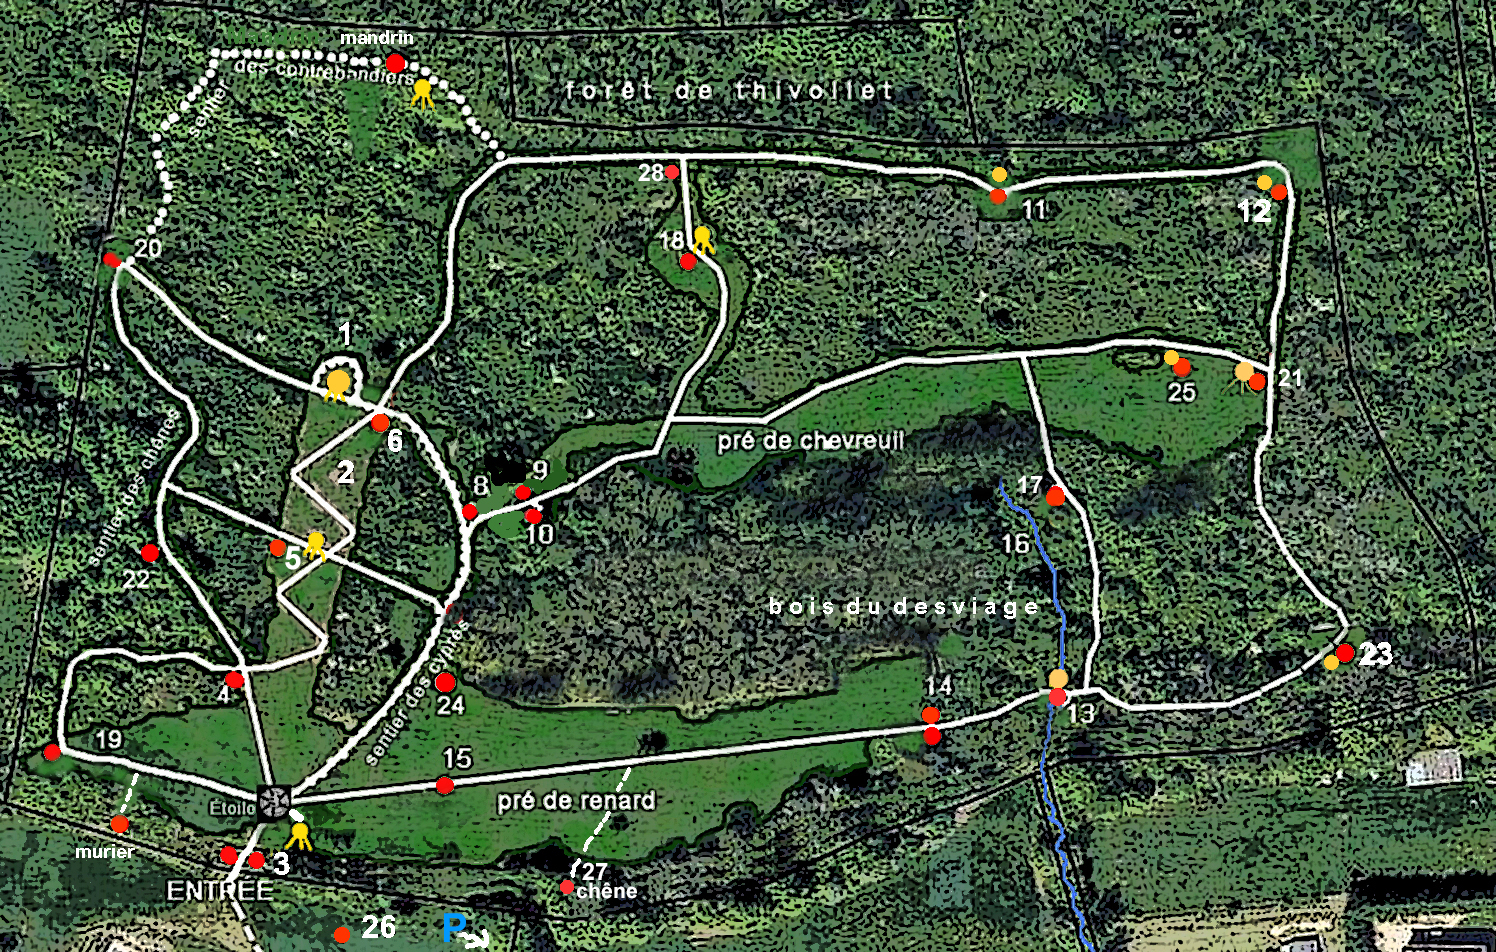 mandrin
sentier
des contrebandiers
forêt de thivollet
28
11
12
20
18
1
21
25
6
pré de chevreuil
2
9
8
17
10
16
5
sentier des chênes
22
bois du desviage
23
sentier des cyprès
4
24
14
13
19
15
Étoile
pré de renard
murier
3
27
chêne
ENTREE
26
P